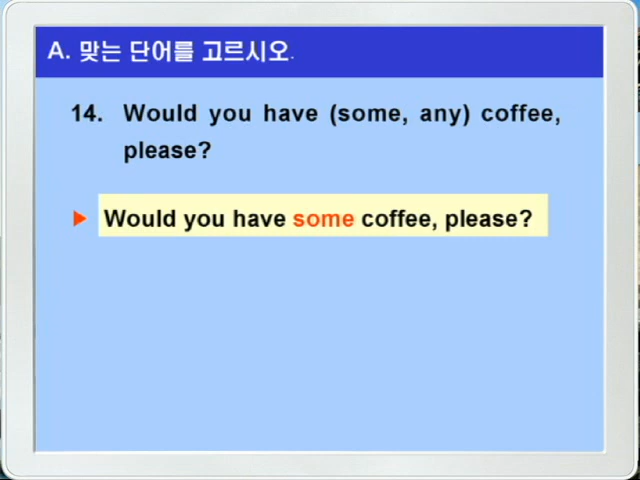 A. 맞는 단어를 고르시오.
14. Would you have (some, any) coffee,
please?
Would you have some coffee, please?